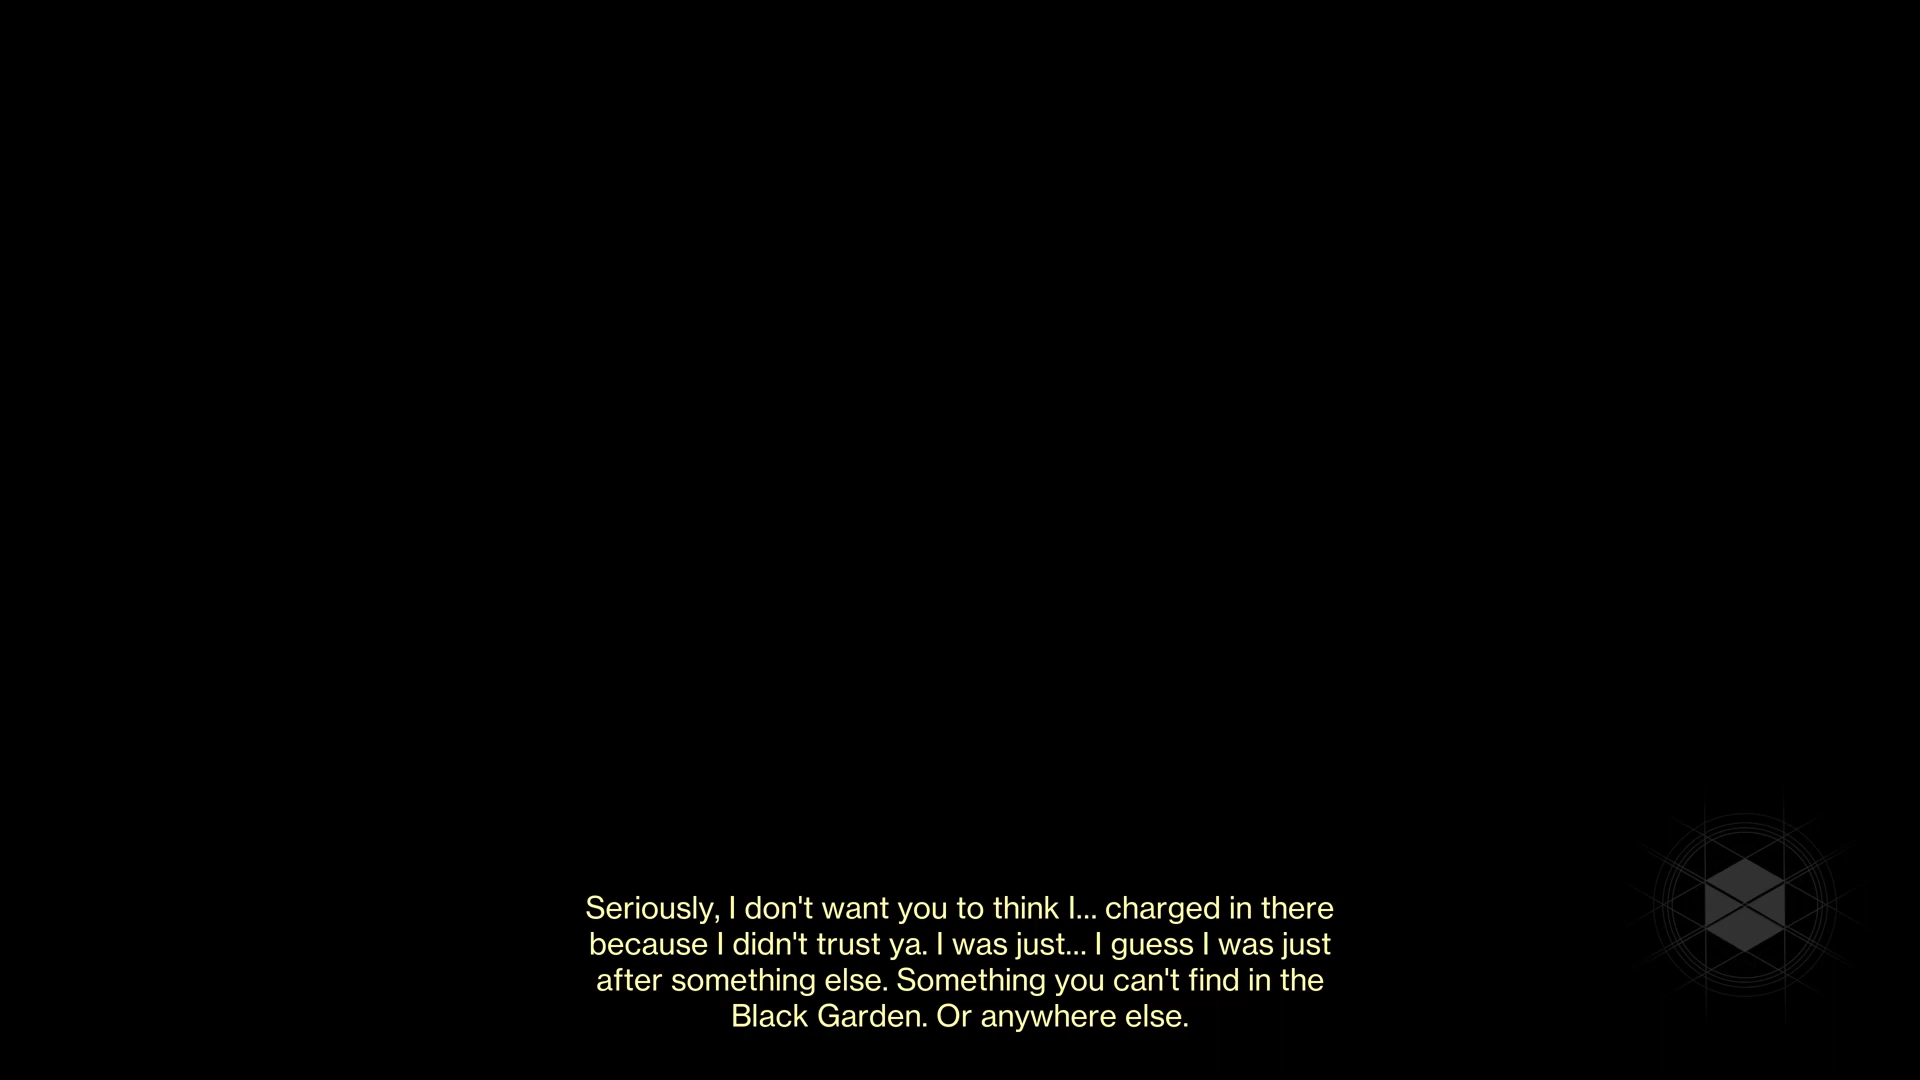 Seriously, I don't want you to think I... charged in there
because I didn't trust ya. I was just... I guess I was just
after something else. Something you can't find in the
Black Garden. Or anywhere else.